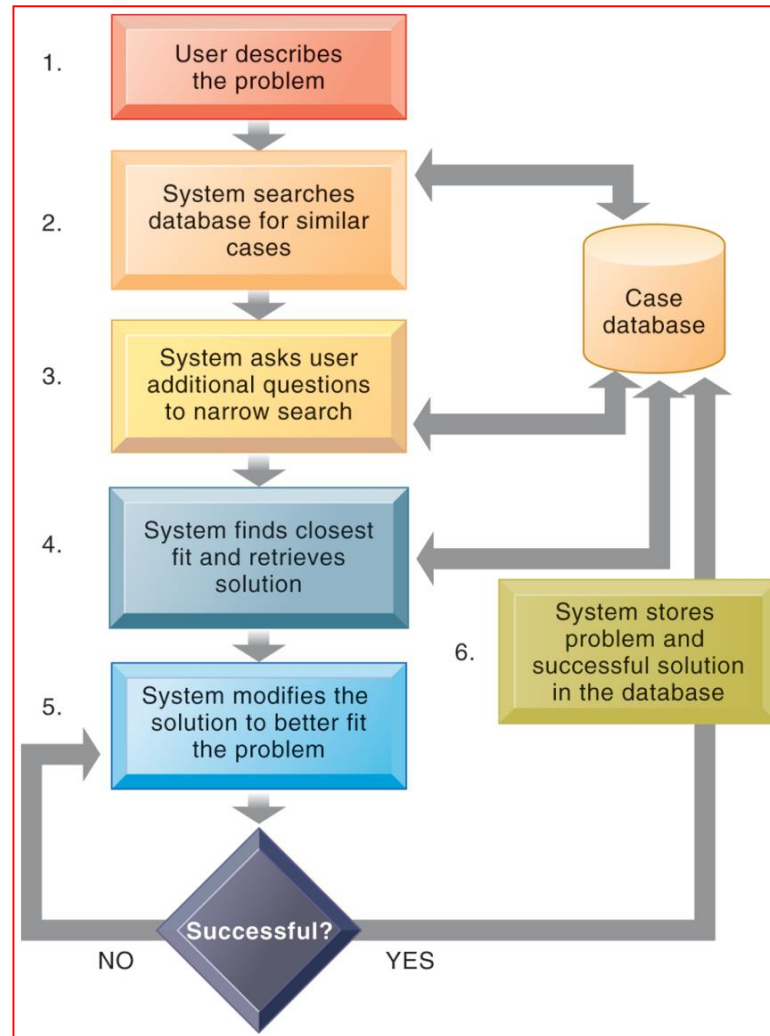 1.
User describes
the problem
2.
System searches
database for similar
cases
Case
database
3.
System asks user
additional questions
to narrow search
4.
System finds closest
fit and retrieves
solution
5.
System modifies the
solution to better fit
the problem
6.
System stores
problem and
successful solution
in the database
Successful?
NO
YES